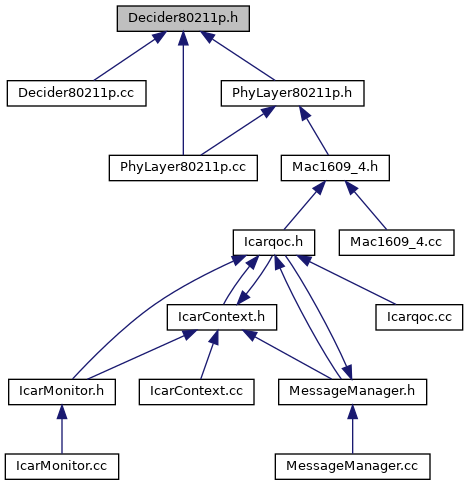 Decider80211p.h
Decider80211p.cc
PhyLayer80211p.h
PhyLayer80211p.cc
Mac1609_4.h
Icarqoc.h
Mac1609_4.cc
IcarContext.h
Icarqoc.cc
IcarMonitor.h
IcarContext.cc
MessageManager.h
IcarMonitor.cc
MessageManager.cc